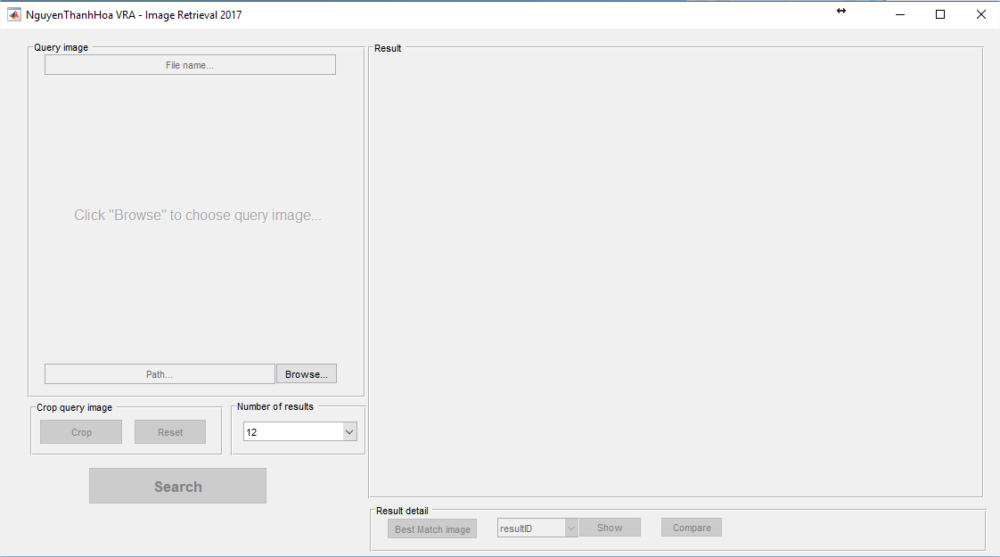 NguyenThanhHoa VRA - Image Retrieval 2017
Query image
File name...
Click "Browse" to choose query image...
Path...
Browse...
Crop query image
Crop
Reset
Number of results
12
Search
Result
Result detail
Best Match image
resultID
Show
Compare